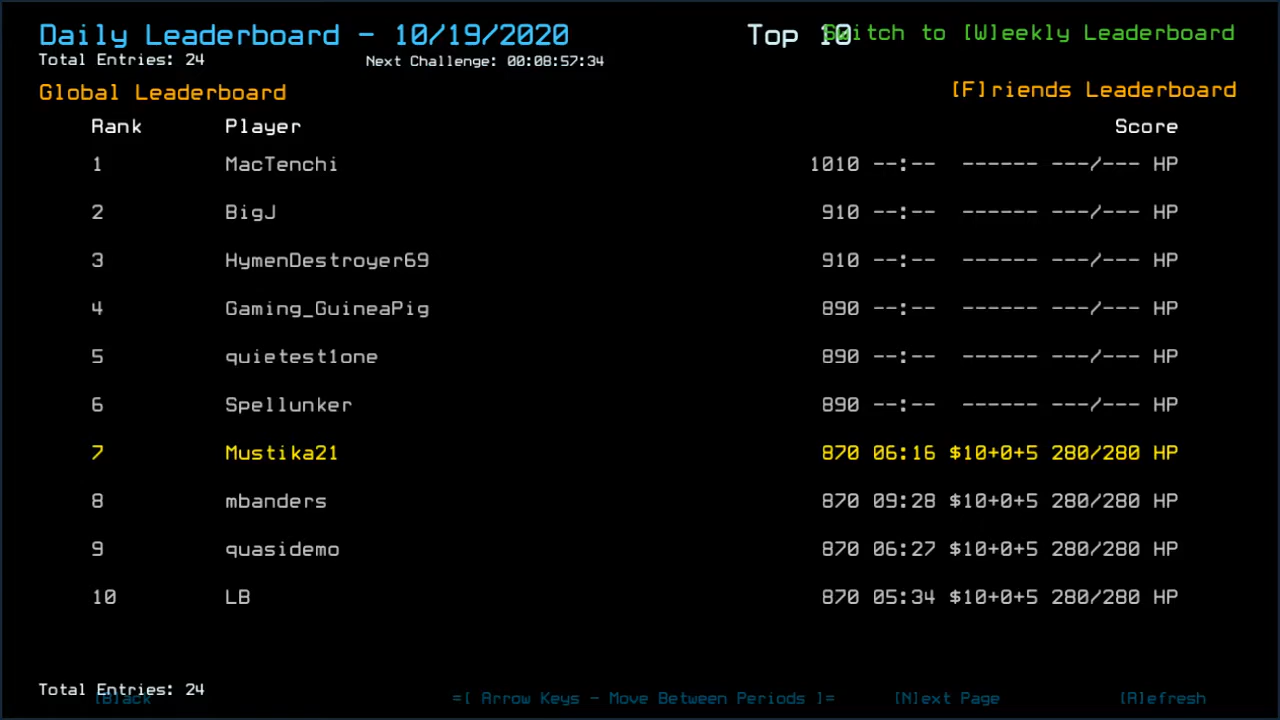 Daily Leaderboard - 10/19/2020 Top 10 Switch to [W]eekly Leaderboard
Total Entries: 24 Next Challenge: 00:08:57:34
Global Leaderboard [F]riends Leaderboard
Rank Player Score
1 MacTenchi 1010 --:-- ------ ---/--- HP
2 BigJ 910 --:-- ------ ---/--- HP
3 HymenDestroyer69 910 --:-- ------ ---/--- HP
4 Gaming_GuineaPig 890 --:-- ------ ---/--- HP
5 quietest1one 890 --:-- ------ ---/--- HP
6 Spellunker 890 --:-- ------ ---/--- HP
7 Mustika21 870 06:16 $10+0+5 280/280 HP
8 mbanders 870 09:28 $10+0+5 280/280 HP
9 quasidemo 870 06:27 $10+0+5 280/280 HP
10 LB 870 05:34 $10+0+5 280/280 HP
Total Entries: 24
[B]ack =[ Arrow Keys - Move Between Periods ]= [N]ext Page [R]efresh